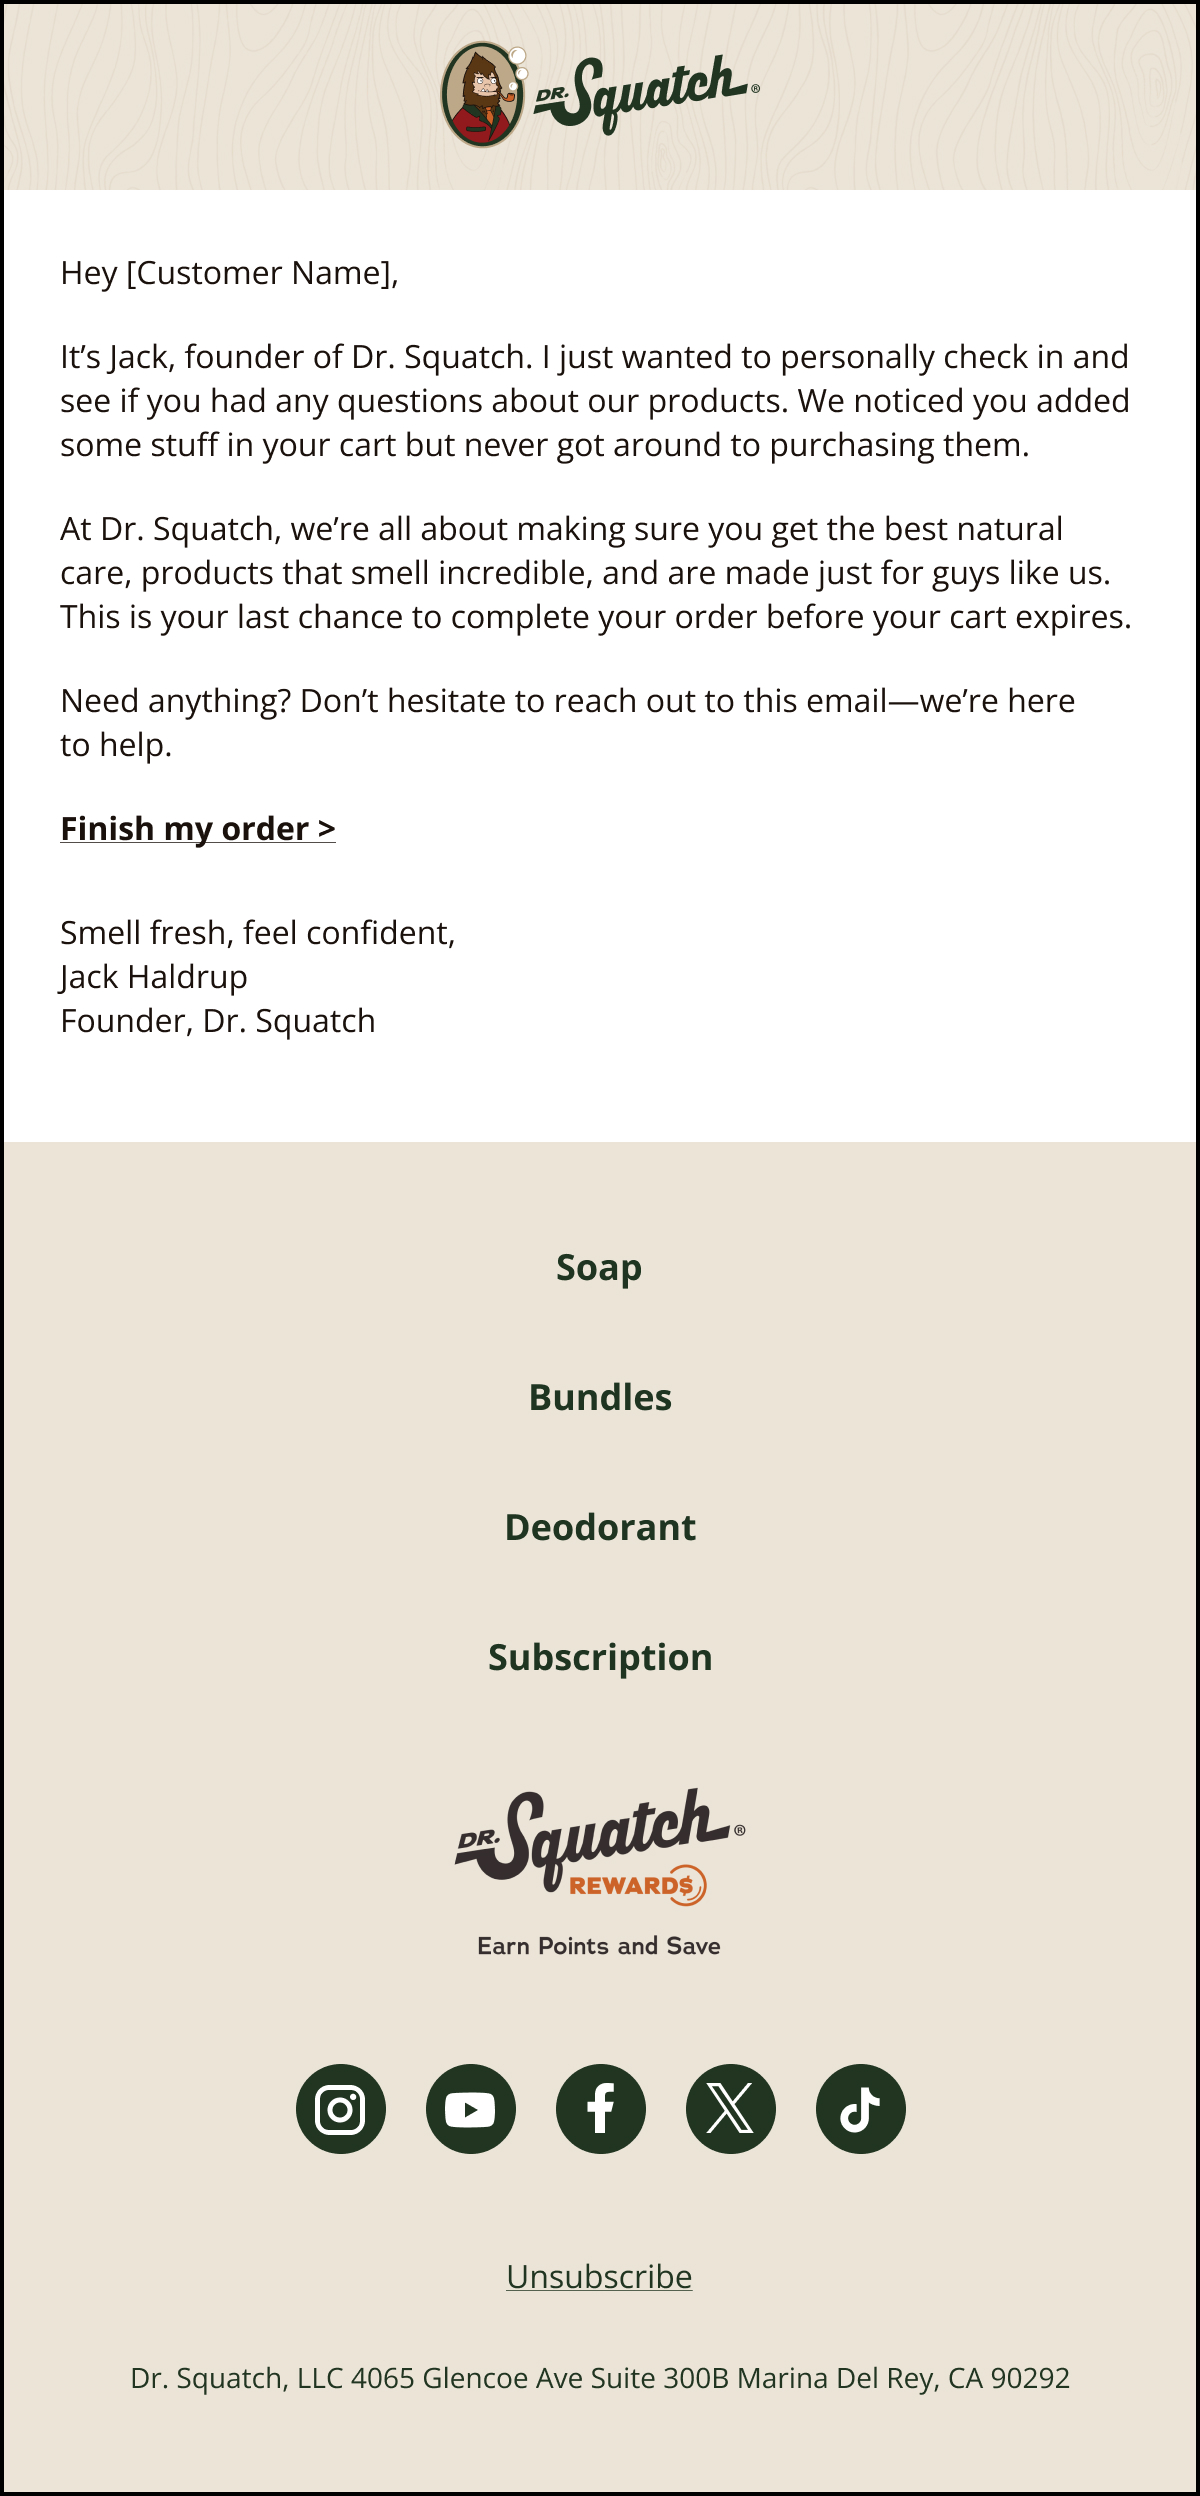 DR. Squatch®
Hey [Customer Name],
It’s Jack, founder of Dr. Squatch. I just wanted to personally check in and
see if you had any questions about our products. We noticed you added
some stuff in your cart but never got around to purchasing them.
At Dr. Squatch, we’re all about making sure you get the best natural
care, products that smell incredible, and are made just for guys like us.
This is your last chance to complete your order before your cart expires.
Need anything? Don’t hesitate to reach out to this email—we’re here
to help.
Finish my order >
Smell fresh, feel confident,
Jack Haldrup
Founder, Dr. Squatch
Soap
Bundles
Deodorant
Subscription
DR. Squatch®
REWARD$
Earn Points and Save
Unsubscribe
Dr. Squatch, LLC 4065 Glencoe Ave Suite 300B Marina Del Rey, CA 90292